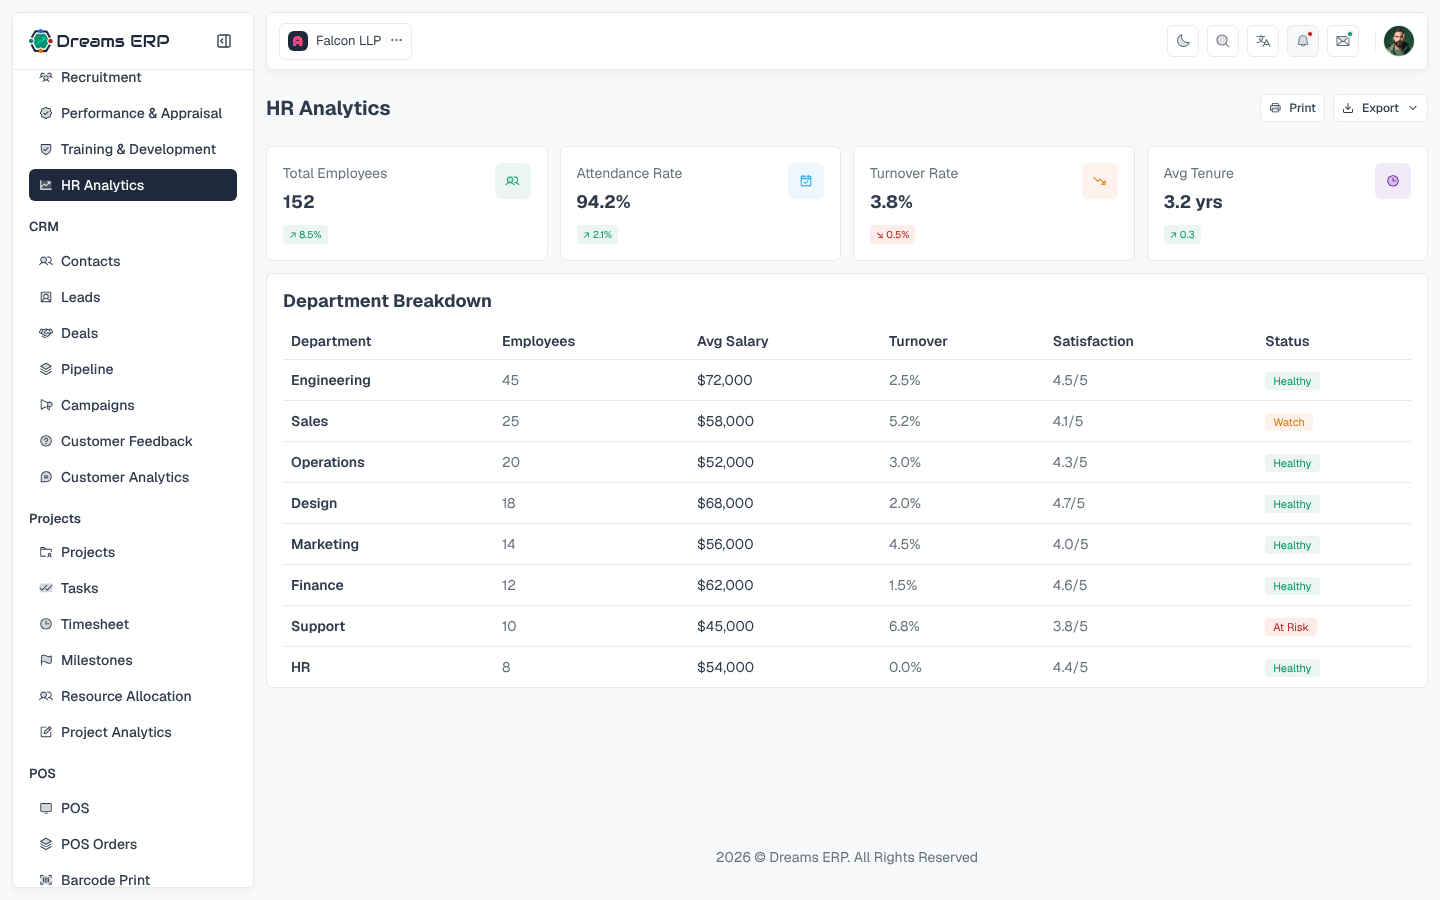 Dreams ERP
Recruitment
Performance & Appraisal
Training & Development
HR Analytics
CRM
Contacts
Leads
Deals
Pipeline
Campaigns
Customer Feedback
Customer Analytics
Projects
Projects
Tasks
Timesheet
Milestones
Resource Allocation
Project Analytics
POS
POS
POS Orders
Barcode Print
Falcon LLP
HR Analytics
Print
Export
Total Employees
152
8.5%
Attendance Rate
94.2%
2.1%
Turnover Rate
3.8%
0.5%
Avg Tenure
3.2 yrs
0.3
Department Breakdown
Department Employees Avg Salary Turnover Satisfaction Status
Engineering 45 $72,000 2.5% 4.5/5 Healthy
Sales 25 $58,000 5.2% 4.1/5 Watch
Operations 20 $52,000 3.0% 4.3/5 Healthy
Design 18 $68,000 2.0% 4.7/5 Healthy
Marketing 14 $56,000 4.5% 4.0/5 Healthy
Finance 12 $62,000 1.5% 4.6/5 Healthy
Support 10 $45,000 6.8% 3.8/5 At Risk
HR 8 $54,000 0.0% 4.4/5 Healthy
2026 © Dreams ERP. All Rights Reserved